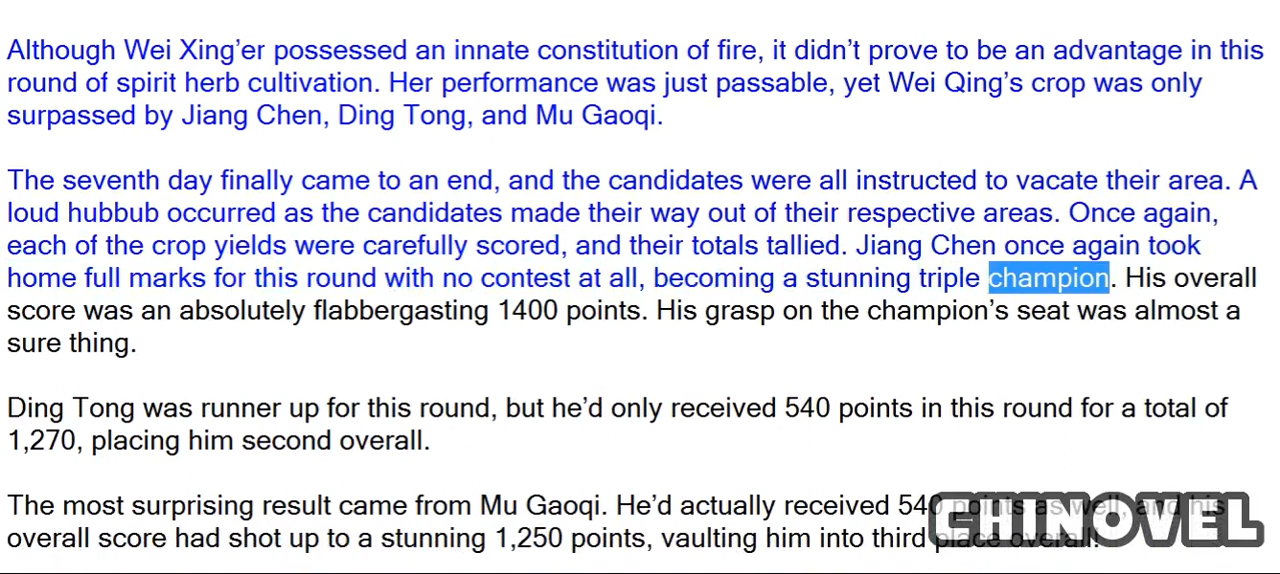 Although Wei Xing’er possessed an innate constitution of fire, it didn’t prove to be an advantage in this
round of spirit herb cultivation. Her performance was just passable, yet Wei Qing’s crop was only
surpassed by Jiang Chen, Ding Tong, and Mu Gaoqi.
The seventh day finally came to an end, and the candidates were all instructed to vacate their area. A
loud hubbub occurred as the candidates made their way out of their respective areas. Once again,
each of the crop yields were carefully scored, and their totals tallied. Jiang Chen once again took
home full marks for this round with no contest at all, becoming a stunning triple champion. His overall
score was an absolutely flabbergasting 1400 points. His grasp on the champion’s seat was almost a
sure thing.
Ding Tong was runner up for this round, but he’d only received 540 points in this round for a total of
1,270, placing him second overall.
The most surprising result came from Mu Gaoqi. He’d actually received 540 points as well, and his
overall score had shot up to a stunning 1,250 points, vaulting him into third place overall!
CHINOVEL